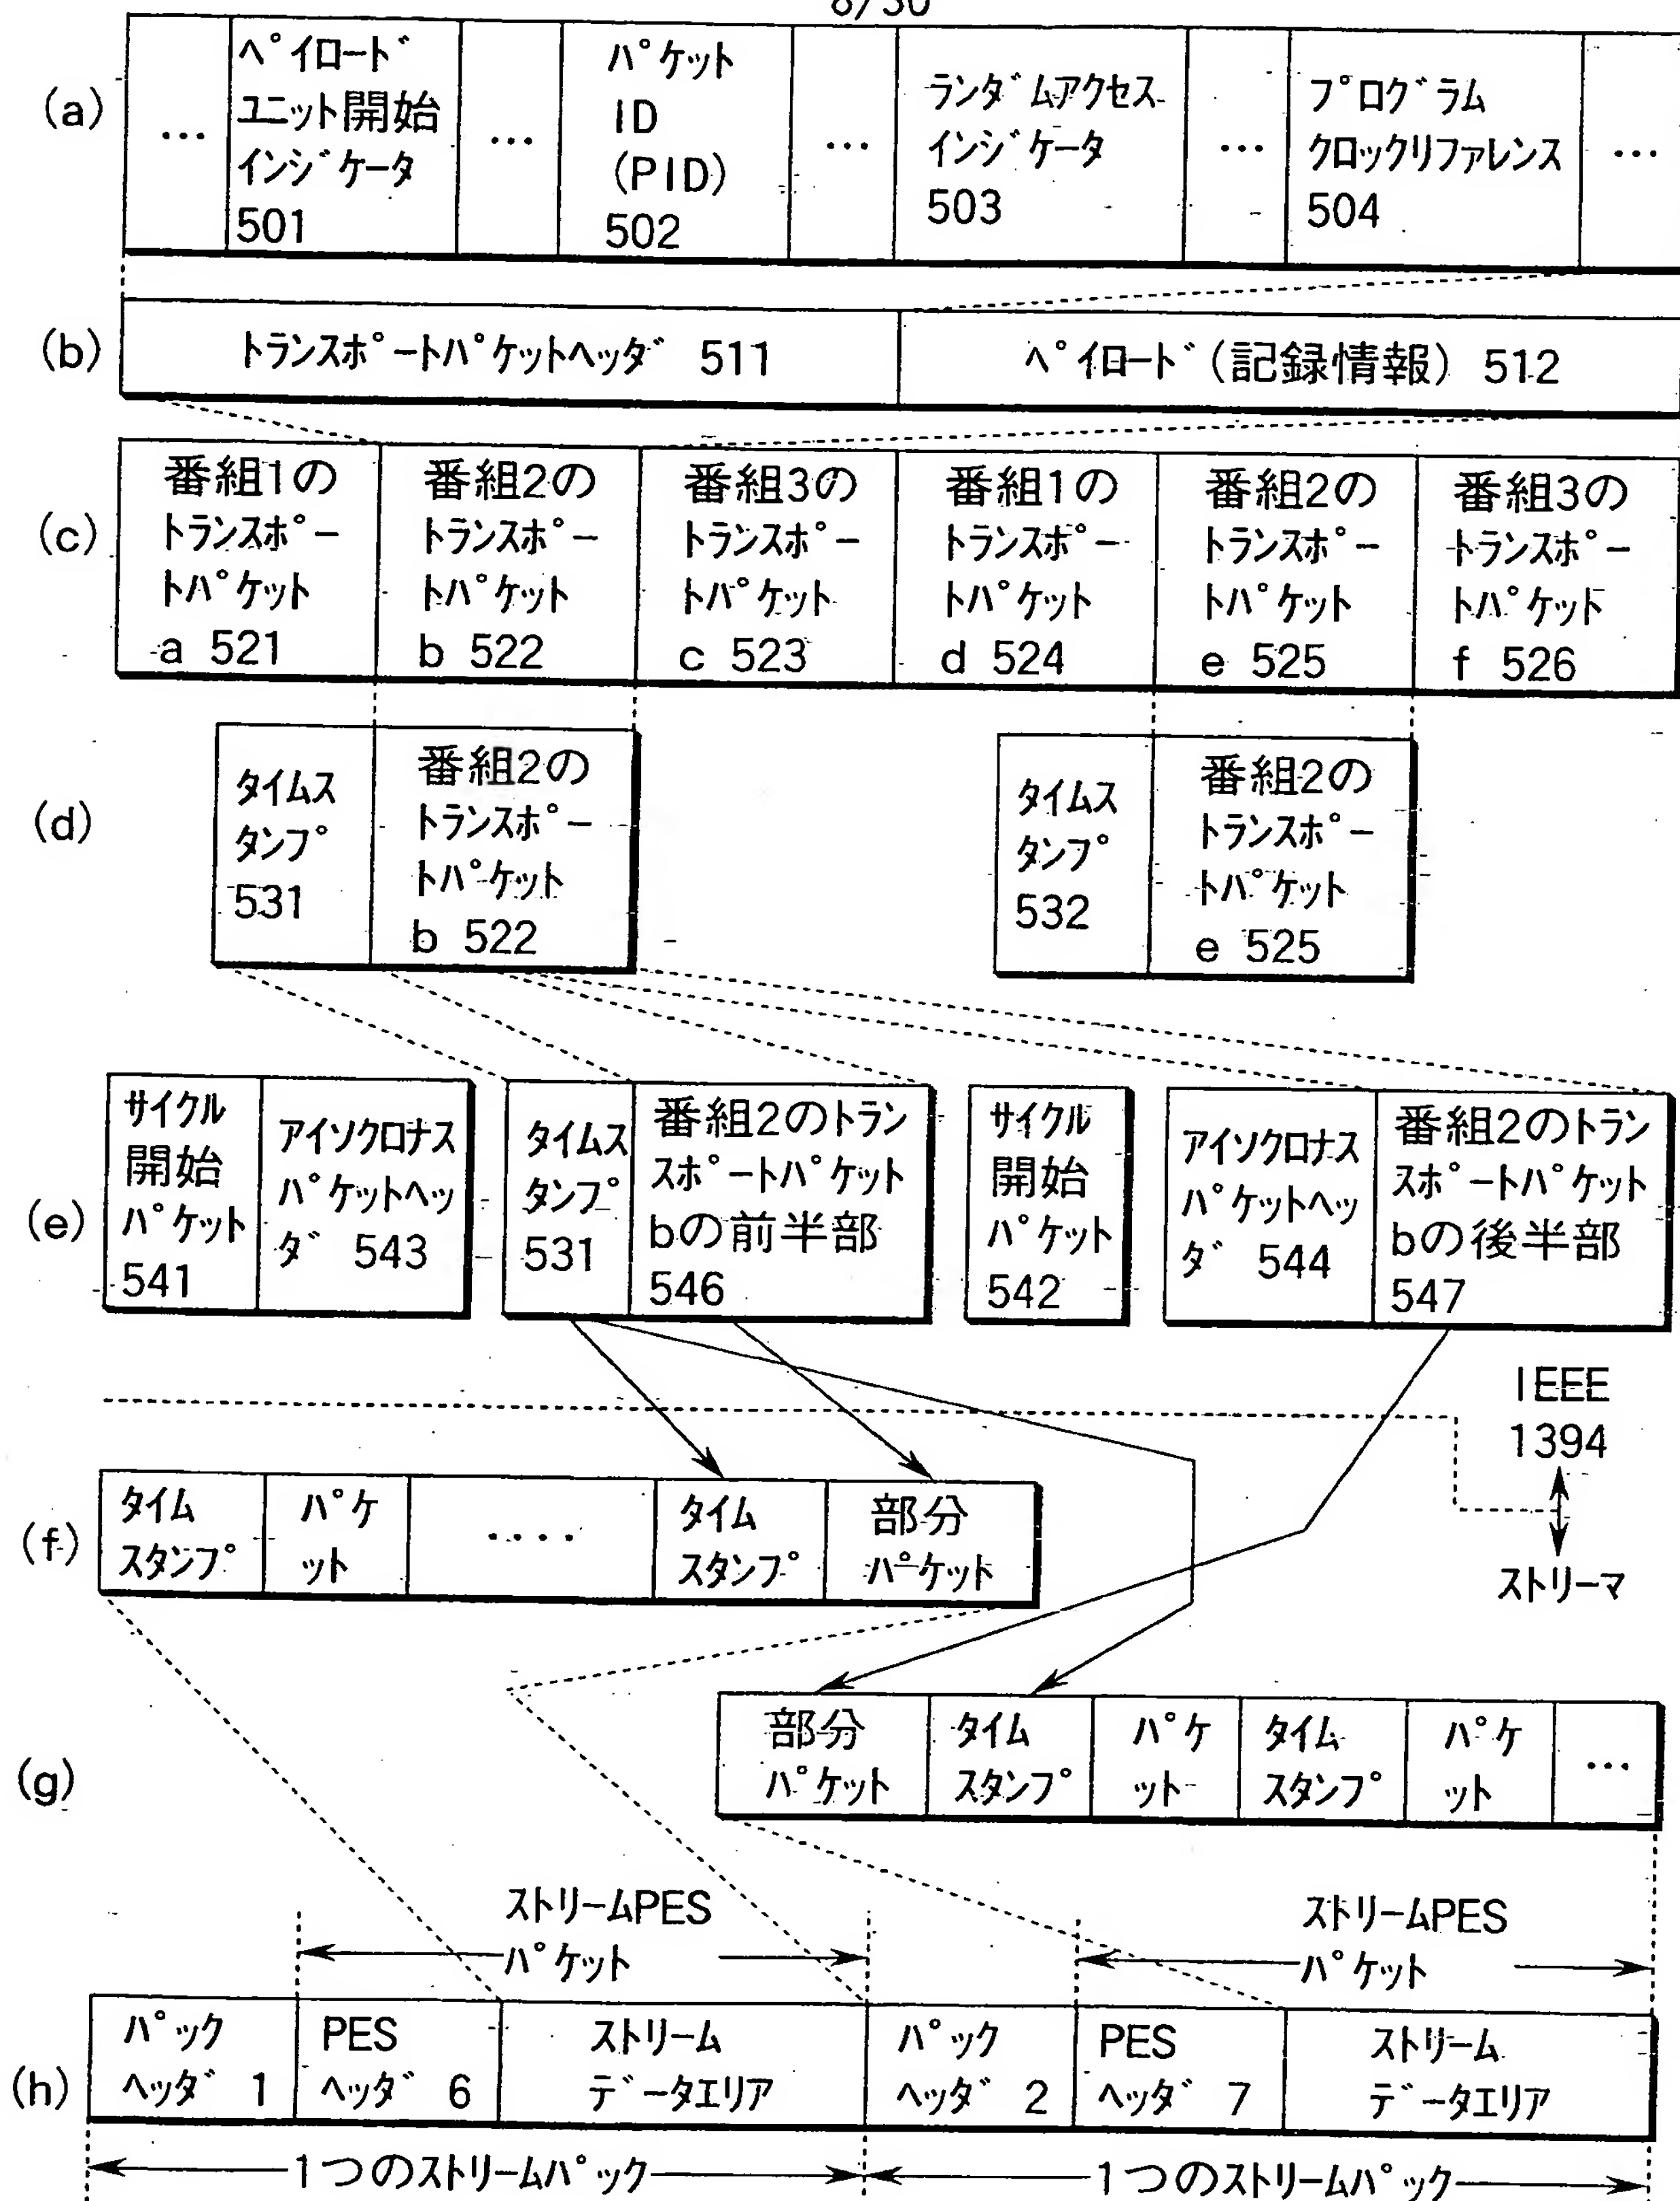 8/30
(a)
…
ペイロード
ユニット開始
インジケータ
501
…
パケット
ID
(PID)
502
…
ランダムアクセス
インジケータ
503
…
プログラム
クロックリファレンス
504
…
(b)
トランスポートパケットヘッダ 511
ペイロード(記録情報) 512
(c)
番組1の
トランスポー
トパケット
a 521
番組2の
トランスポー
トパケット
b 522
番組3の
トランスポー
トパケット
c 523
番組1の
トランスポー
トパケット
d 524
番組2の
トランスポー
トパケット
e 525
番組3の
トランスポー
トパケット
f 526
(d)
タイムス
タンプ
531
番組2の
トランスポー
トパケット
b 522
タイムス
タンプ
532
番組2の
トランスポー
トパケット
e 525
(e)
サイクル
開始
パケット
541
アイソクロナス
パケットヘッ
ダ 543
タイムス
タンプ
531
番組2のトラン
スポートパケット
bの前半部
546
サイクル
開始
パケット
542
アイソクロナス
パケットヘッ
ダ 544
番組2のトラン
スポートパケット
bの後半部
547
IEEE
1394
ストリーマ
(f)
タイム
スタンプ
パケ
ット
‥‥
タイム
スタンプ
部分
パケット
(g)
部分
パケット
タイム
スタンプ
パケ
ット
タイム
スタンプ
パケ
ット
…
ストリームPES
パケット
ストリームPES
パケット
(h)
パック
ヘッダ 1
PES
ヘッダ 6
ストリーム
データエリア
パック
ヘッダ 2
PES
ヘッダ 7
ストリーム
データエリア
1つのストリームパック
1つのストリームパック